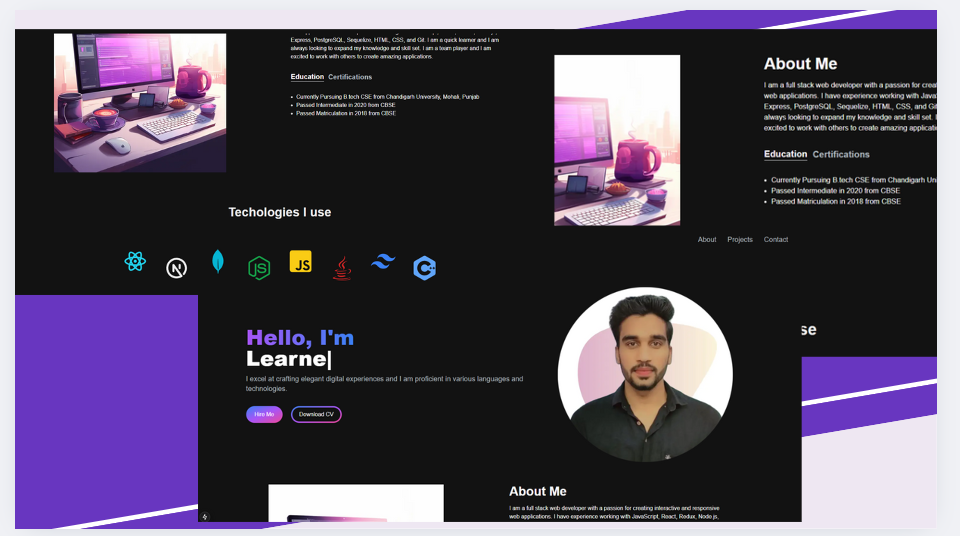 Express, PostgreSQL, Sequelize, HTML, CSS, and Git. I am a quick learner and I am
always looking to expand my knowledge and skill set. I am a team player and I am
excited to work with others to create amazing applications.
Education Certifications
• Currently Pursuing B.tech CSE from Chandigarh University, Mohali, Punjab
• Passed Intermediate in 2020 from CBSE
• Passed Matriculation in 2018 from CBSE
Techologies I use
JS
JS
C
About Me
I am a full stack web developer with a passion for creat
web applications. I have experience working with Java
Express, PostgreSQL, Sequelize, HTML, CSS, and Git
always looking to expand my knowledge and skill set. I
excited to work with others to create amazing applicati
Education Certifications
• Currently Pursuing B.tech CSE from Chandigarh Uni
• Passed Intermediate in 2020 from CBSE
• Passed Matriculation in 2018 from CBSE
About Projects Contact
se
Hello, I'm
Learne|
I excel at crafting elegant digital experiences and I am proficient in various languages and
technologies.
Hire Me Download CV
About Me
I am a full stack web developer with a passion for creating interactive and responsive
web applications. I have experience working with JavaScript, React, Redux, Node.js,